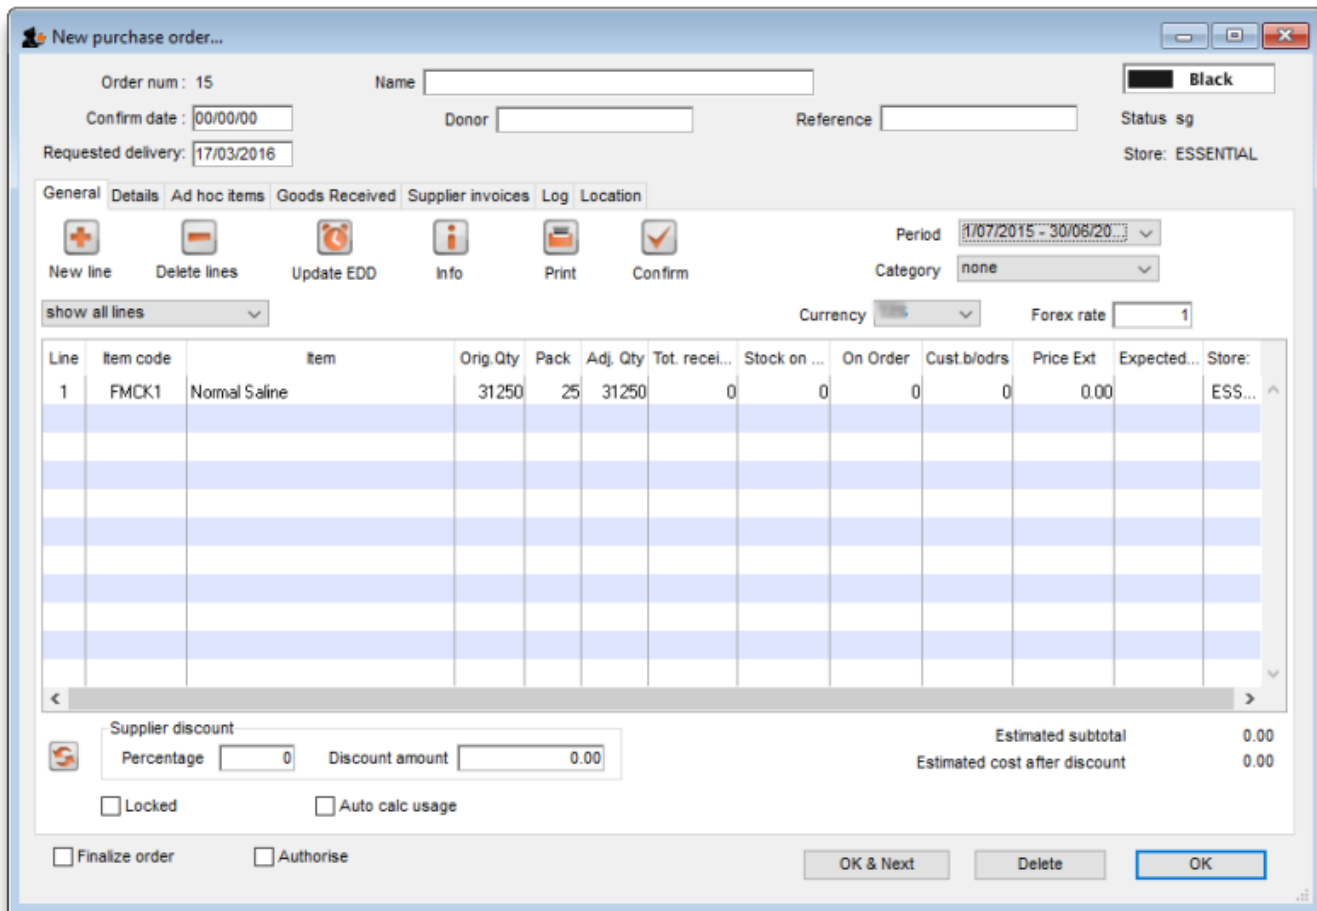 New purchase order...
Order num : 15 Name Black
Confirm date : 00/00/00 Donor Reference Status sg
Requested delivery: 17/03/2016 Store: ESSENTIAL
General Details Ad hoc items Goods Received Supplier invoices Log Location
New line Delete lines Update EDD Info Print Confirm
Period 1/07/2015 - 30/06/20...
Category none
show all lines Currency Forex rate 1
Line Item code Item Orig.Qty Pack Adj. Qty Tot. recei... Stock on ... On Order Cust.b/odrs Price Ext Expected... Store:
1 FMCK1 Normal Saline 31250 25 31250 0 0 0 0 0.00 ESS...
Supplier discount
Percentage 0 Discount amount 0.00
Estimated subtotal 0.00
Estimated cost after discount 0.00
Locked Auto calc usage
Finalize order Authorise OK & Next Delete OK